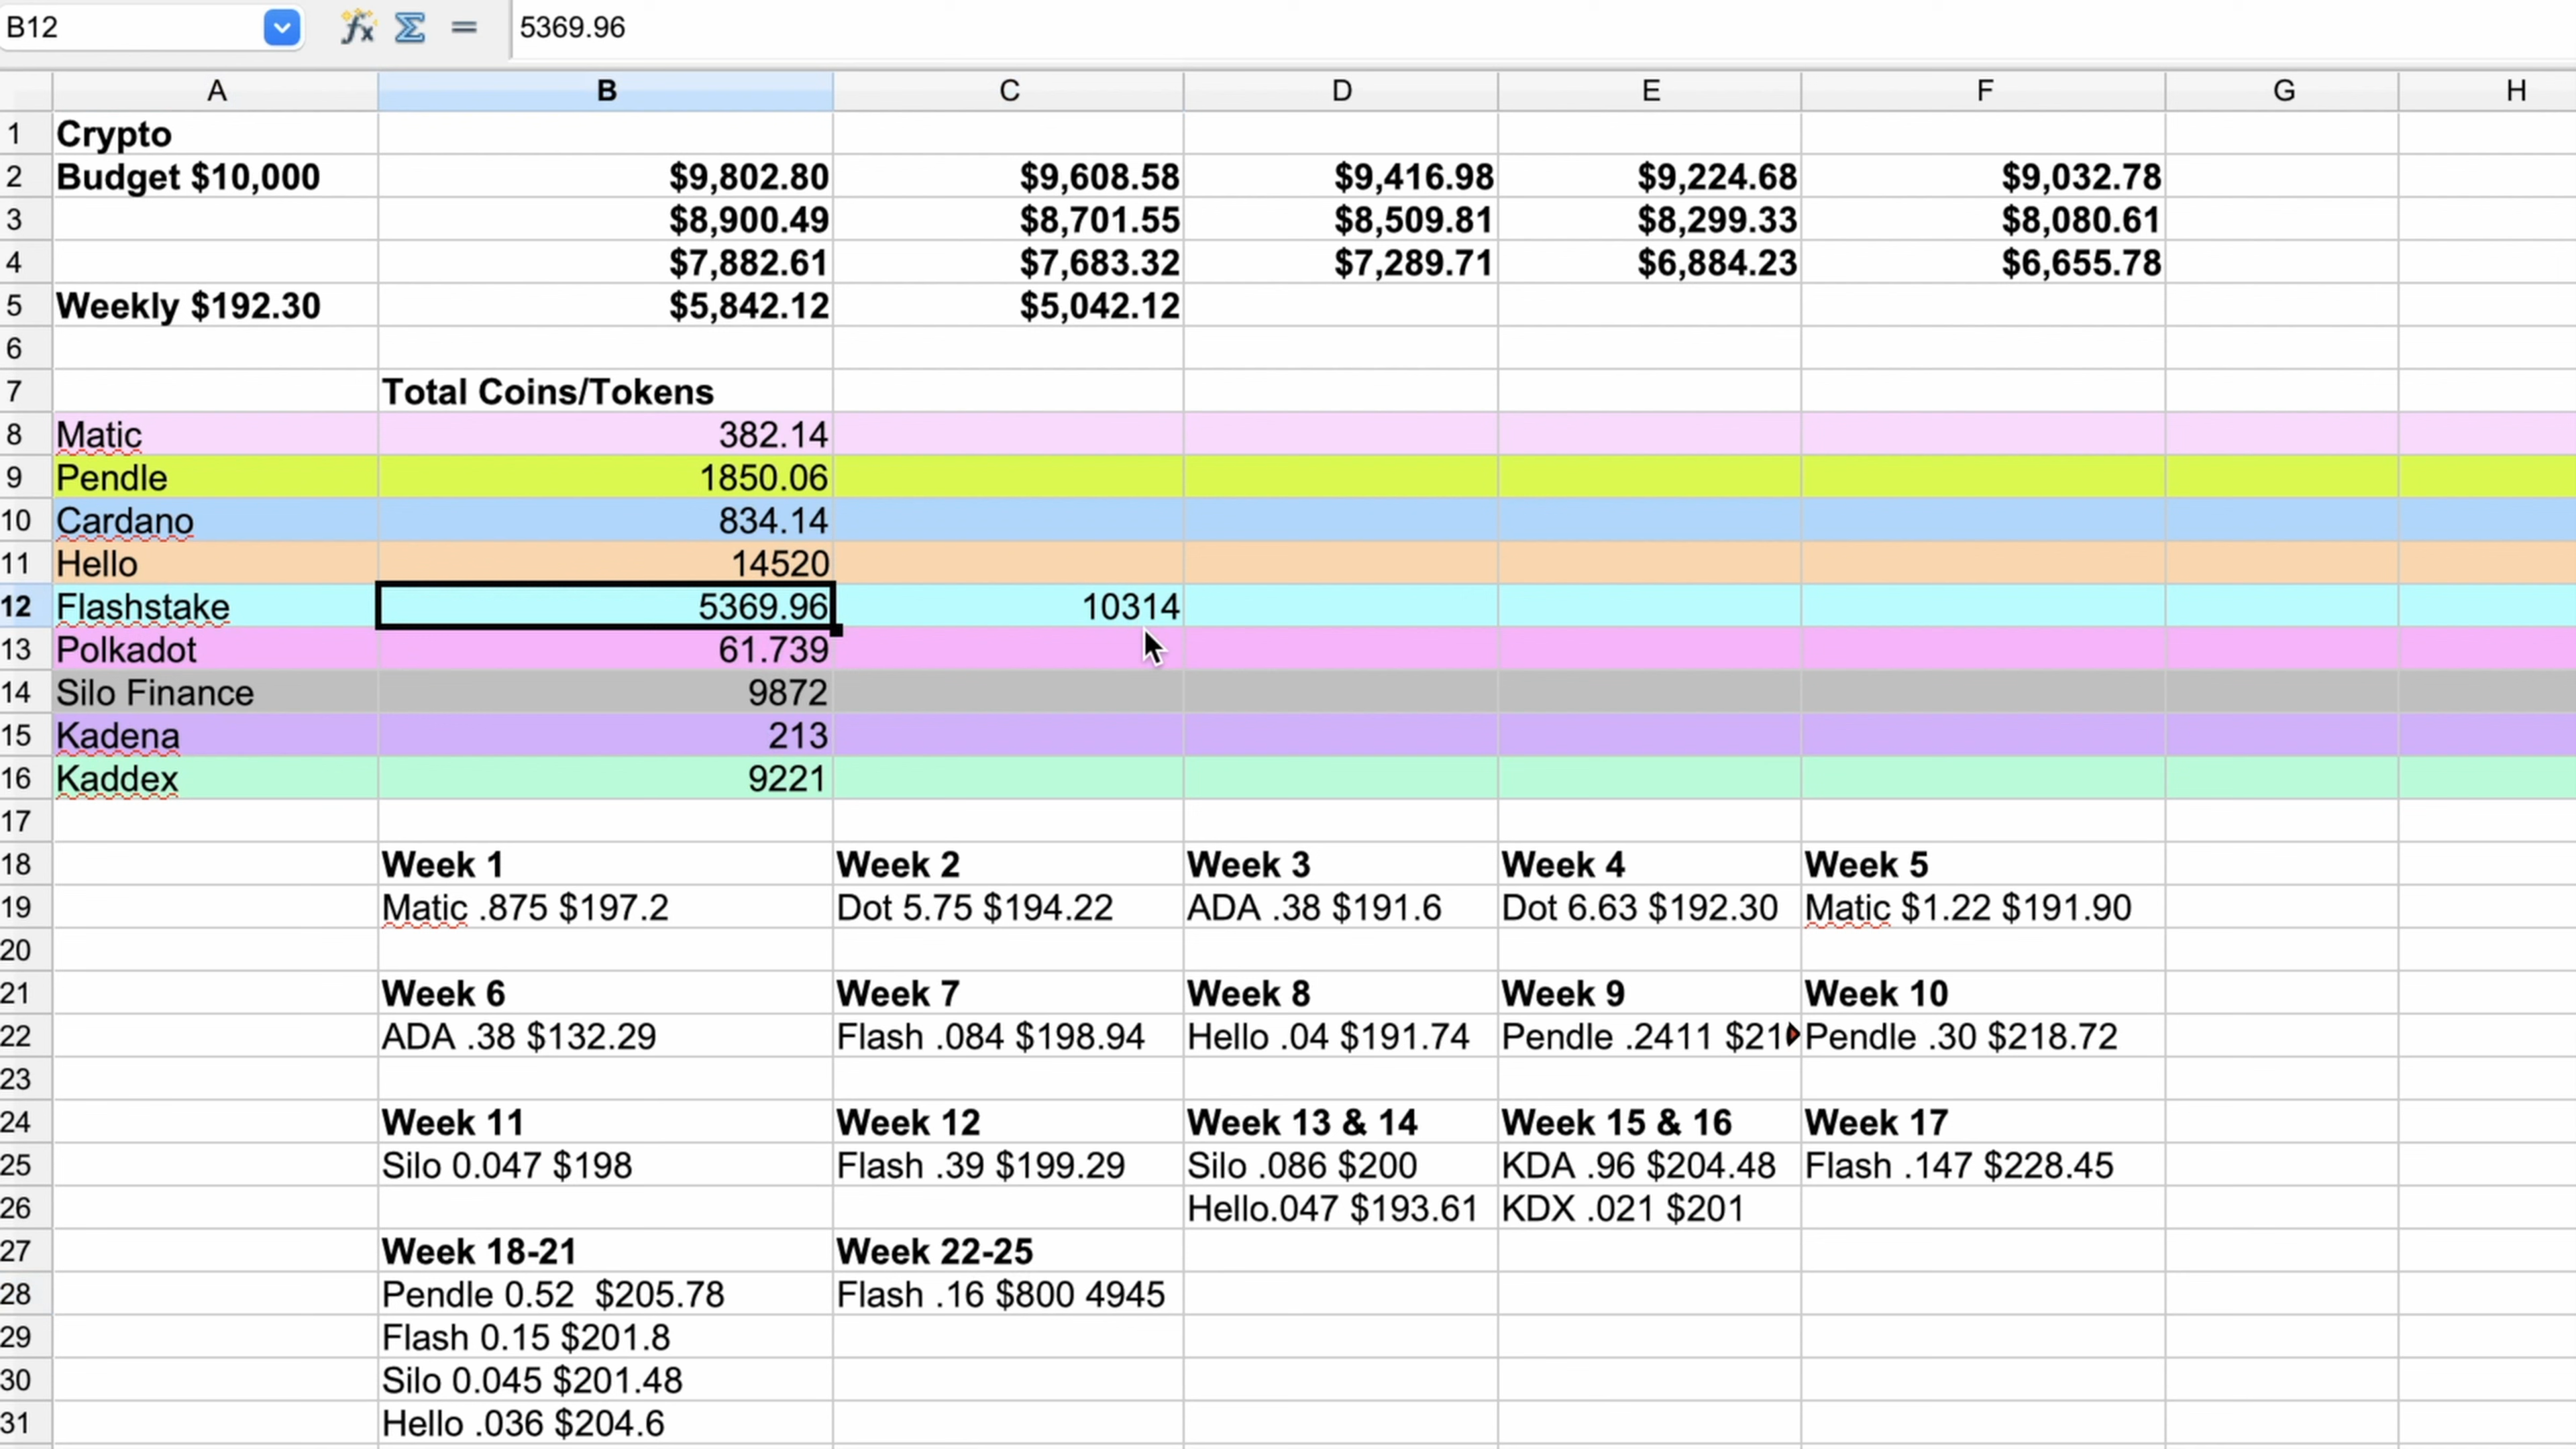 B12 fx Σ = 5369.96
A B C D E F G H
1 Crypto
2 Budget $10,000 $9,802.80 $9,608.58 $9,416.98 $9,224.68 $9,032.78
3 $8,900.49 $8,701.55 $8,509.81 $8,299.33 $8,080.61
4 $7,882.61 $7,683.32 $7,289.71 $6,884.23 $6,655.78
5 Weekly $192.30 $5,842.12 $5,042.12
6
7 Total Coins/Tokens
8 Matic 382.14
9 Pendle 1850.06
10 Cardano 834.14
11 Hello 14520
12 Flashstake 5369.96 10314
13 Polkadot 61.739
14 Silo Finance 9872
15 Kadena 213
16 Kaddex 9221
17
18 Week 1 Week 2 Week 3 Week 4 Week 5
19 Matic .875 $197.2 Dot 5.75 $194.22 ADA .38 $191.6 Dot 6.63 $192.30 Matic $1.22 $191.90
20
21 Week 6 Week 7 Week 8 Week 9 Week 10
22 ADA .38 $132.29 Flash .084 $198.94 Hello .04 $191.74 Pendle .2411 $21 Pendle .30 $218.72
23
24 Week 11 Week 12 Week 13 & 14 Week 15 & 16 Week 17
25 Silo 0.047 $198 Flash .39 $199.29 Silo .086 $200 KDA .96 $204.48 Flash .147 $228.45
26 Hello.047 $193.61 KDX .021 $201
27 Week 18-21 Week 22-25
28 Pendle 0.52 $205.78 Flash .16 $800 4945
29 Flash 0.15 $201.8
30 Silo 0.045 $201.48
31 Hello .036 $204.6